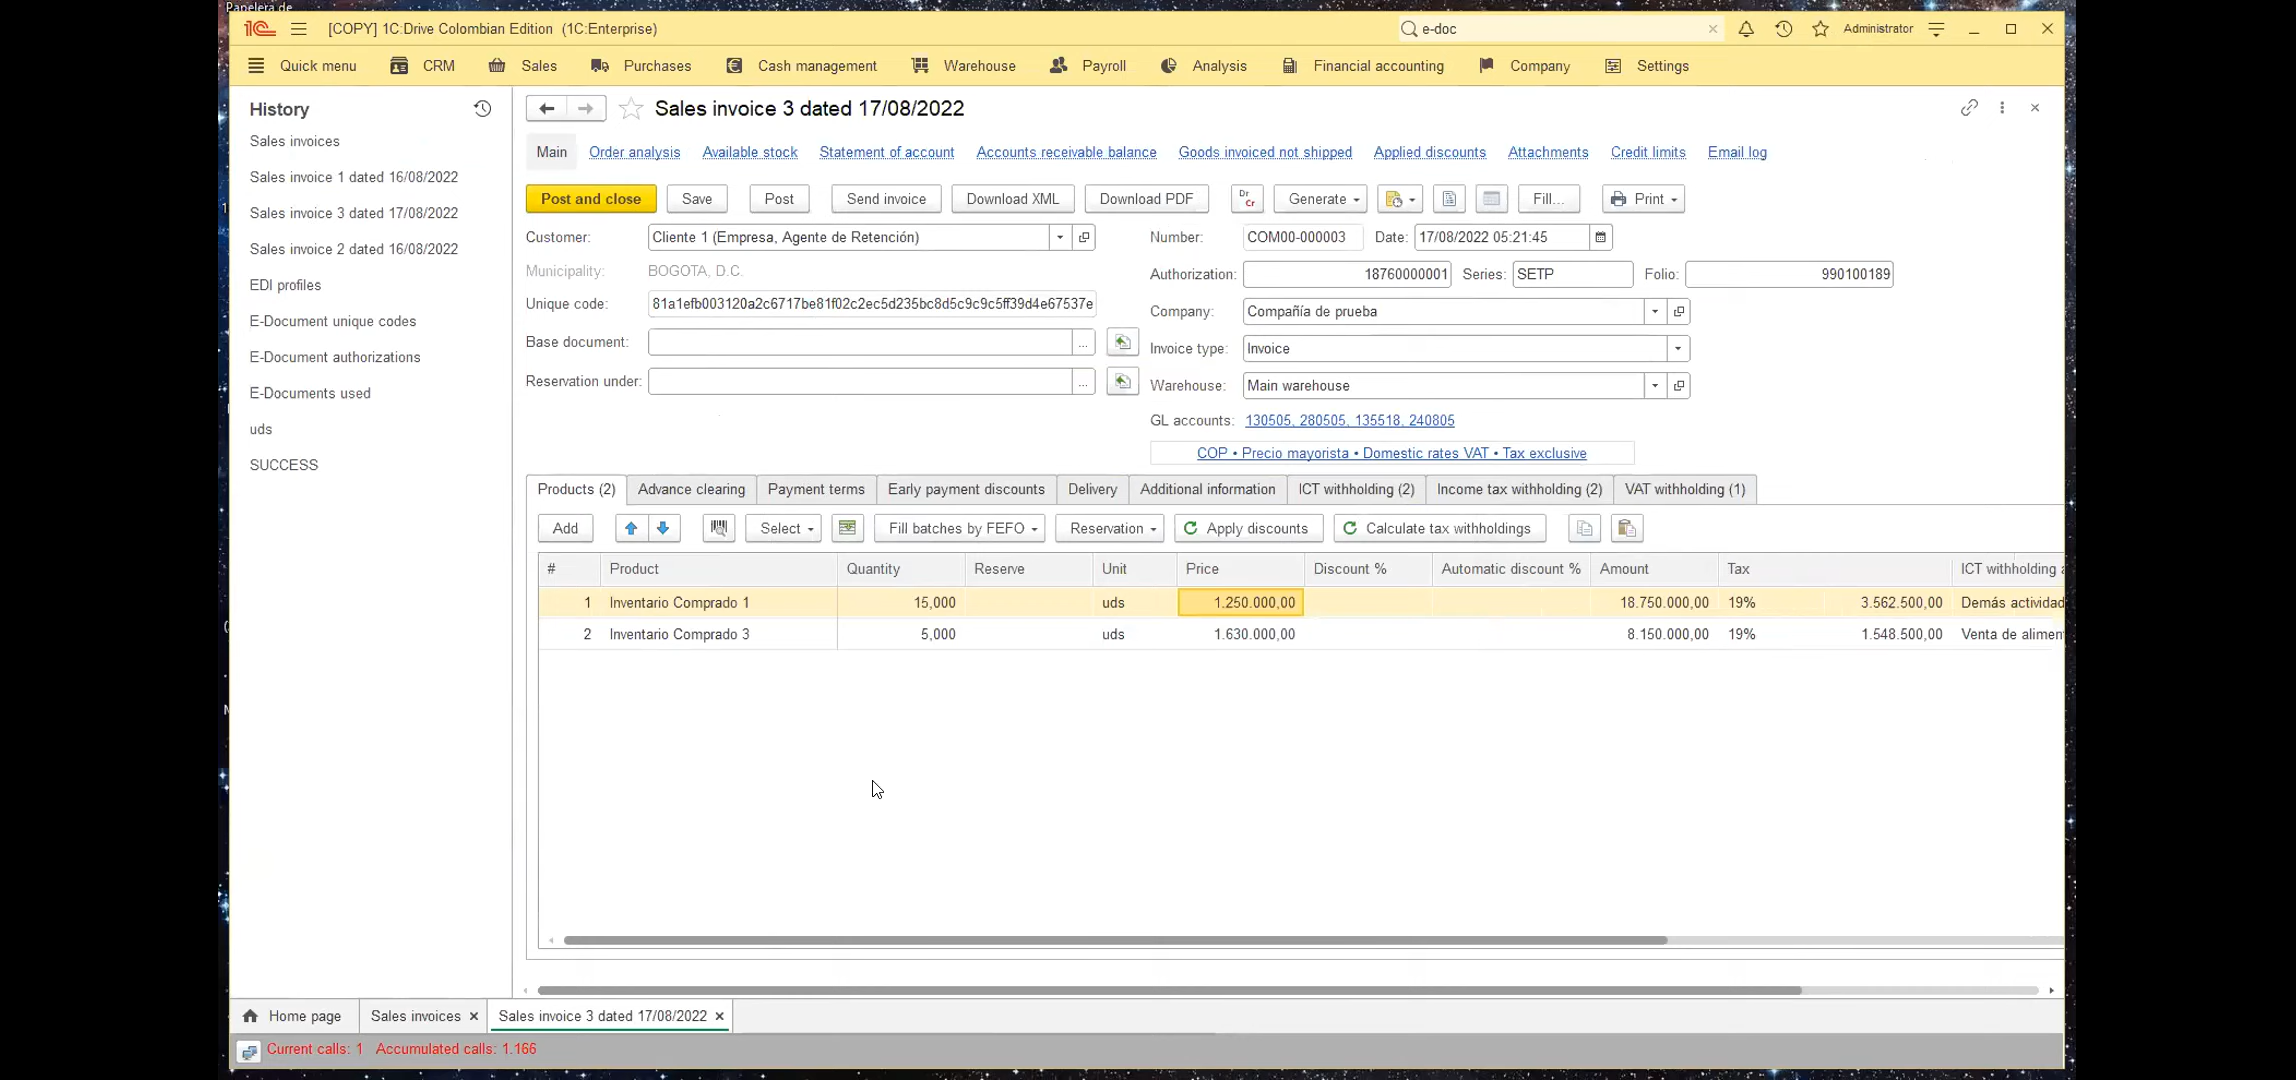 Papelera de
1C [COPY] 1C:Drive Colombian Edition (1C:Enterprise) e-doc Administrator
Quick menu CRM Sales Purchases Cash management Warehouse Payroll Analysis Financial accounting Company Settings
History
Sales invoices
Sales invoice 1 dated 16/08/2022
Sales invoice 3 dated 17/08/2022
Sales invoice 2 dated 16/08/2022
EDI profiles
E-Document unique codes
E-Document authorizations
E-Documents used
uds
SUCCESS
Sales invoice 3 dated 17/08/2022
Main Order analysis Available stock Statement of account Accounts receivable balance Goods invoiced not shipped Applied discounts Attachments Credit limits Email log
Post and close Save Post Send invoice Download XML Download PDF Dr Cr Generate Fill... Print
Customer: Cliente 1 (Empresa, Agente de Retención) Number: COM00-000003 Date: 17/08/2022 05:21:45
Municipality: BOGOTA, D.C. Authorization: 18760000001 Series: SETP Folio: 990100189
Unique code: 81a1efb003120a2c6717be81f02c2ec5d235bc8d5c9c9c5ff39d4e67537e Company: Compañía de prueba
Base document: ... Invoice type: Invoice
Reservation under: ... Warehouse: Main warehouse
GL accounts: 130505, 280505, 135518, 240805
COP • Precio mayorista • Domestic rates VAT • Tax exclusive
Products (2) Advance clearing Payment terms Early payment discounts Delivery Additional information ICT withholding (2) Income tax withholding (2) VAT withholding (1)
Add Select Fill batches by FEFO Reservation Apply discounts Calculate tax withholdings
# Product Quantity Reserve Unit Price Discount % Automatic discount % Amount Tax ICT withholding a
1 Inventario Comprado 1 15,000 uds 1.250.000,00 18.750.000,00 19% 3.562.500,00 Demás actividad
2 Inventario Comprado 3 5,000 uds 1.630.000,00 8.150.000,00 19% 1.548.500,00 Venta de alimen
Home page Sales invoices Sales invoice 3 dated 17/08/2022
Current calls: 1 Accumulated calls: 1.166